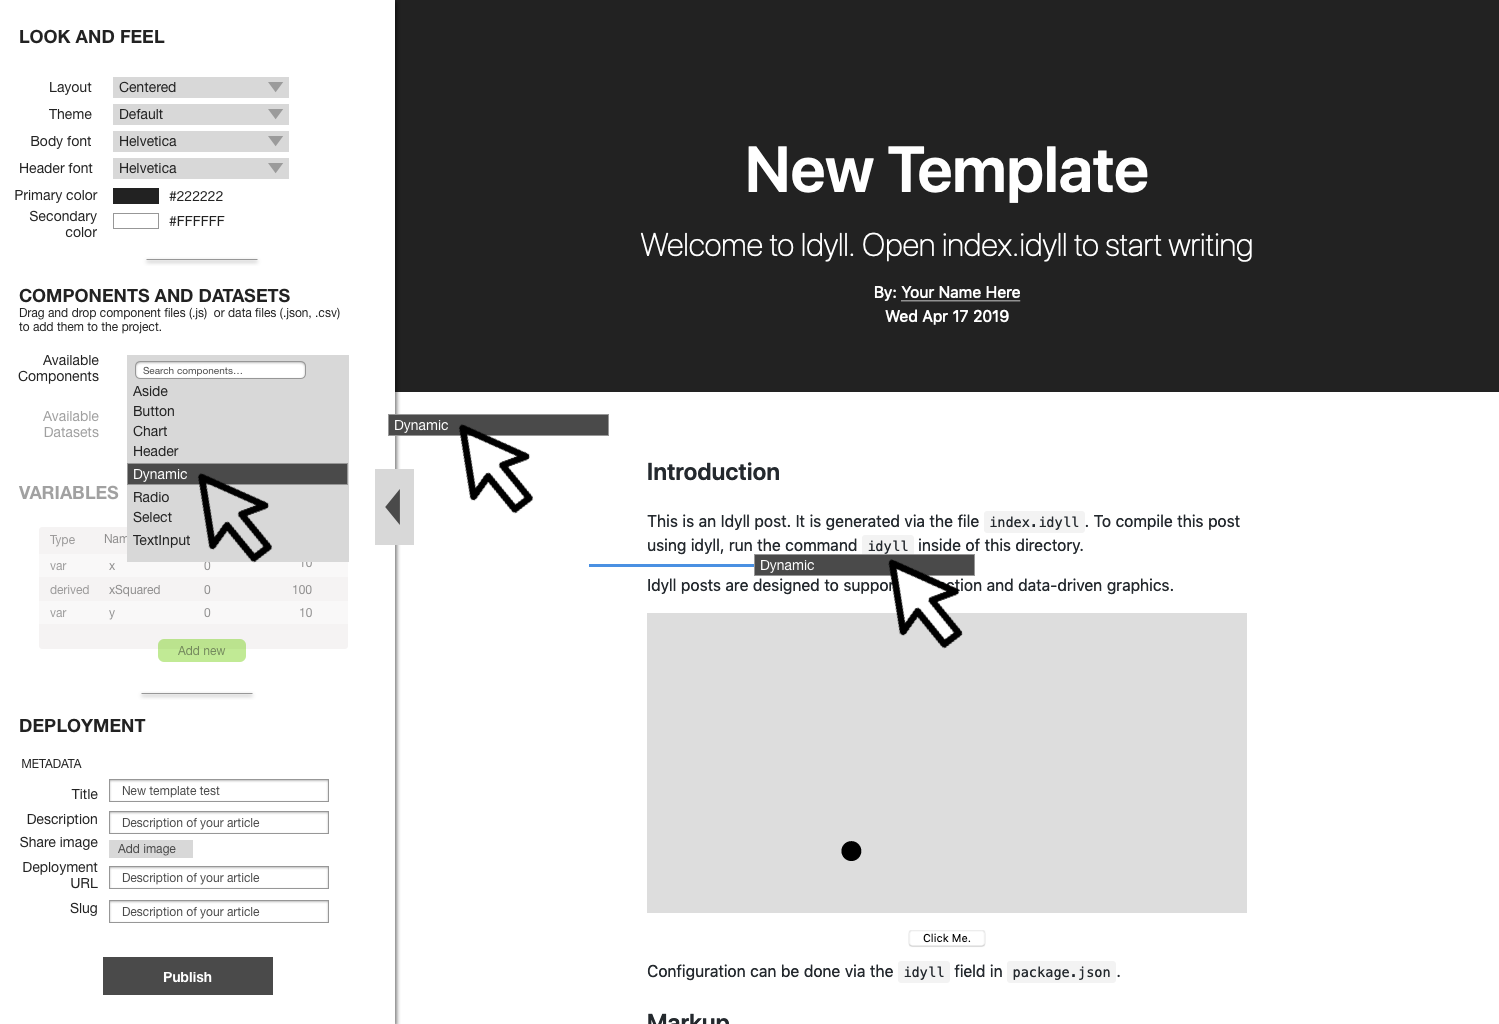 LOOK AND FEEL
Layout Centered
Theme Default
Body font Helvetica
Header font Helvetica
Primary color #222222
Secondary color #FFFFFF
COMPONENTS AND DATASETS
Drag and drop component files (.js) or data files (.json, .csv)
to add them to the project.
Available
Components
Search components...
Aside
Button
Chart
Header
Dynamic
Radio
Select
TextInput
Available
Datasets
VARIABLES
Type
var x 0 10
derived xSquared 0 100
var y 0 10
Add new
DEPLOYMENT
METADATA
Title New template test
Description Description of your article
Share image Add image
Deployment
URL Description of your article
Slug Description of your article
Publish
New Template
Welcome to Idyll. Open index.idyll to start writing
By: Your Name Here
Wed Apr 17 2019
Dynamic
Introduction
This is an Idyll post. It is generated via the file index.idyll. To compile this post
using idyll, run the command idyll inside of this directory.
Dynamic
Idyll posts are designed to support and data-driven graphics.
Click Me.
Configuration can be done via the idyll field in package.json.
Markup